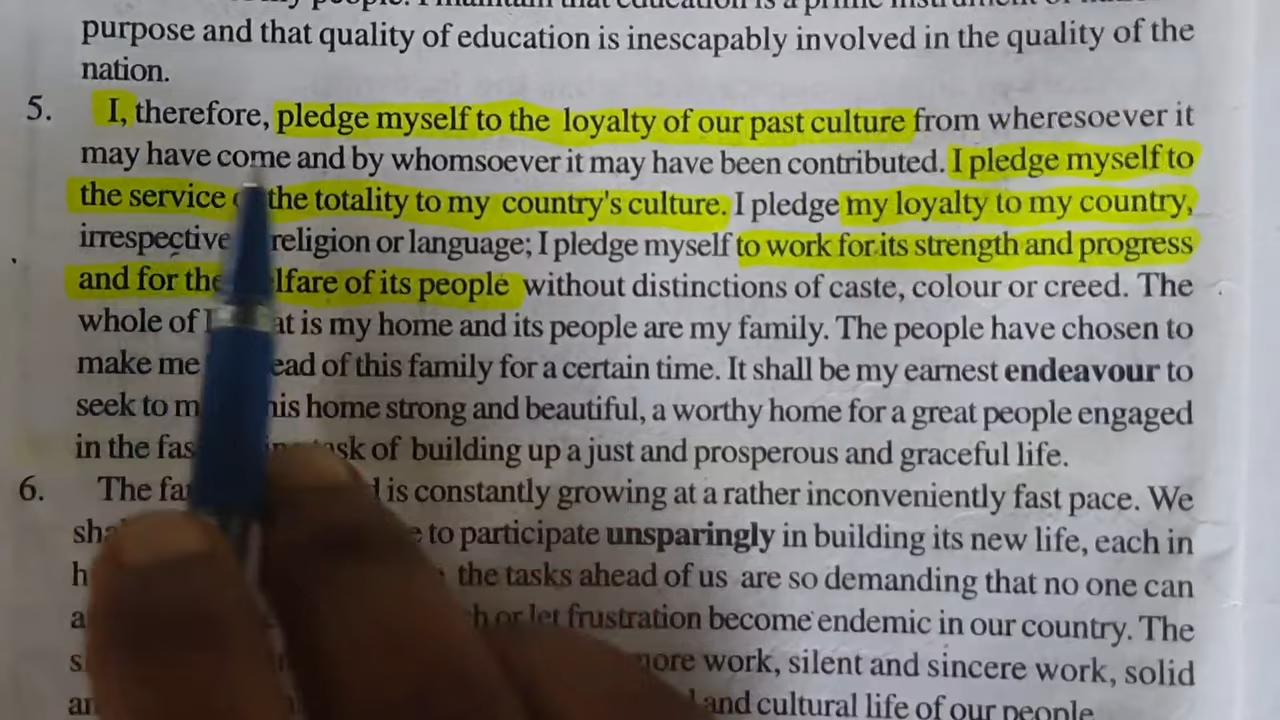 purpose and that quality of education is inescapably involved in the quality of the
nation.
5. I, therefore, pledge myself to the loyalty of our past culture from wheresoever it
may have come and by whomsoever it may have been contributed. I pledge myself to
the service the totality to my country's culture. I pledge my loyalty to my country,
irrespective religion or language; I pledge myself to work for its strength and progress
and for the of its people without distinctions of caste, colour or creed. The
whole of is my home and its people are my family. The people have chosen to
make me of this family for a certain time. It shall be my earnest endeavour to
seek to home strong and beautiful, a worthy home for a great people engaged
in the of building up a just and prosperous and graceful life.
6. The is constantly growing at a rather inconveniently fast pace. We
to participate unsparingly in building its new life, each in
the tasks ahead of us are so demanding that no one can
or let frustration become endemic in our country. The
more work, silent and sincere work, solid
and cultural life of our people